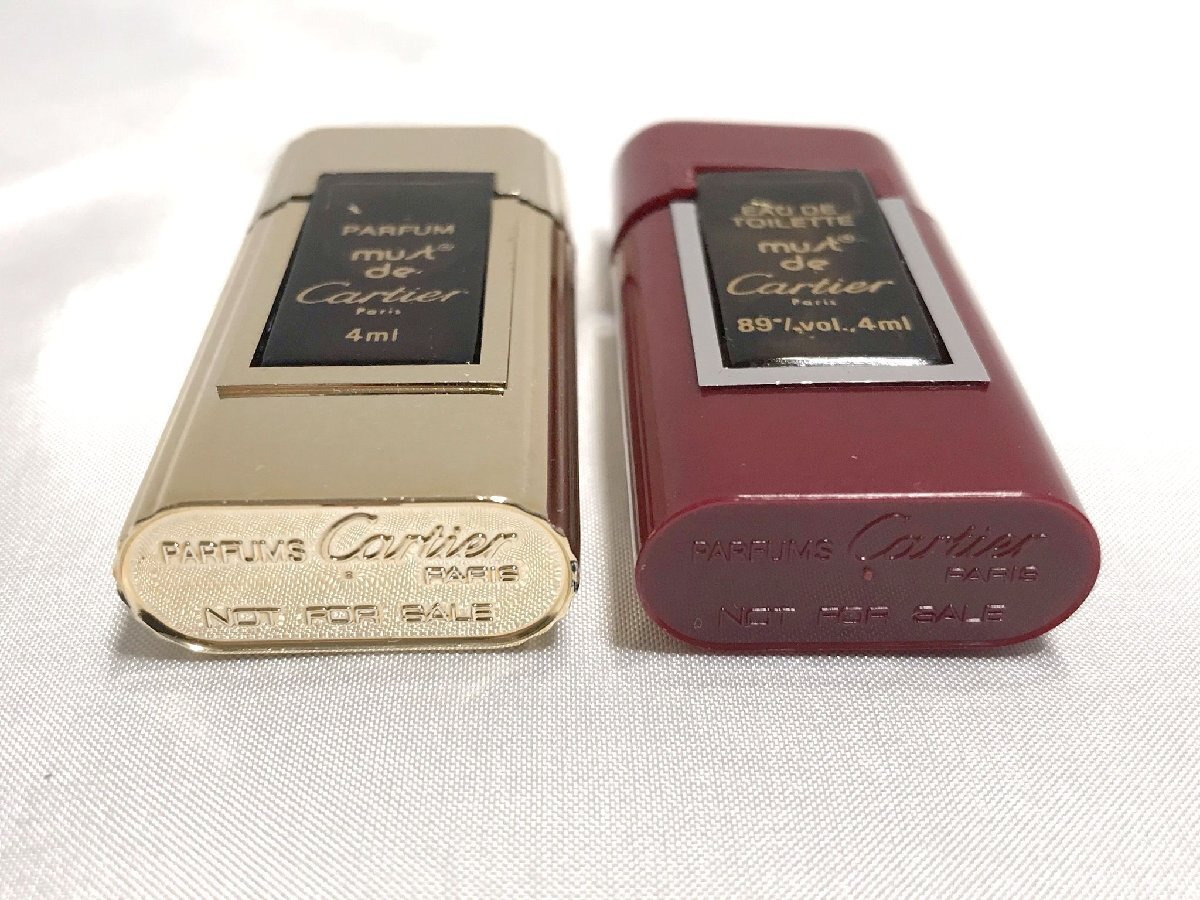 PARFUM
must®
de
Cartier
Paris
4ml
PARFUMS Cartier
PARIS
NOT FOR SALE
EAU DE
TOILETTE
must®
de
Cartier
Paris
89°/.vol., 4ml
PARFUMS Cartier
PARIS
NOT FOR SALE